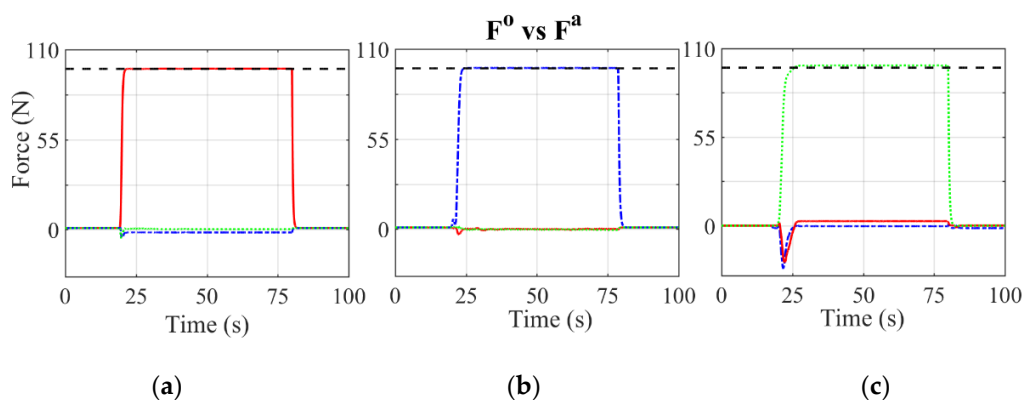 F^o vs F^a
110 110 110
Force (N)
55 55 55
0 0 0
0 25 50 75 100 0 25 50 75 100 0 25 50 75 100
Time (s) Time (s) Time (s)
(a) (b) (c)